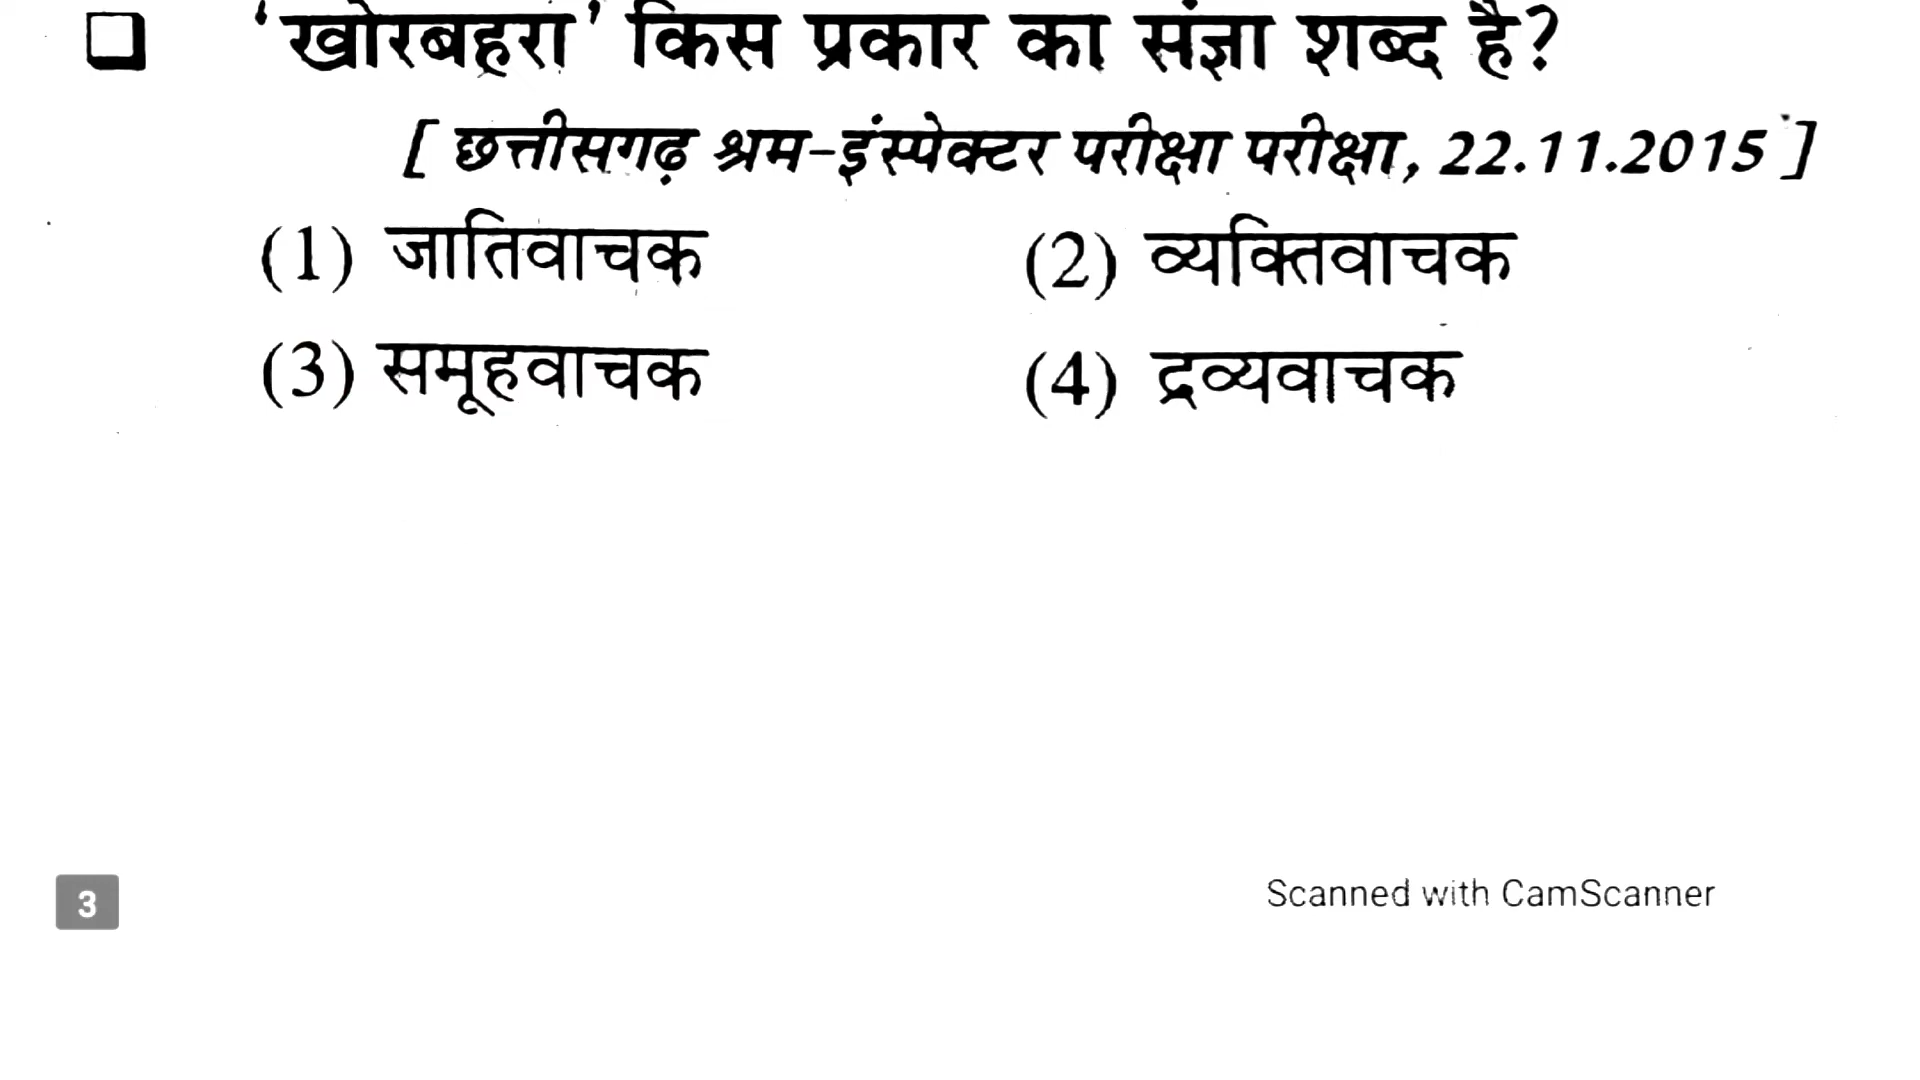 ☐ 'खोरबहरा' किस प्रकार का संज्ञा शब्द है?
[ छत्तीसगढ़ श्रम-इंस्पेक्टर परीक्षा परीक्षा, 22.11.2015 ]
(1) जातिवाचक (2) व्यक्तिवाचक
(3) समूहवाचक (4) द्रव्यवाचक
3 Scanned with CamScanner